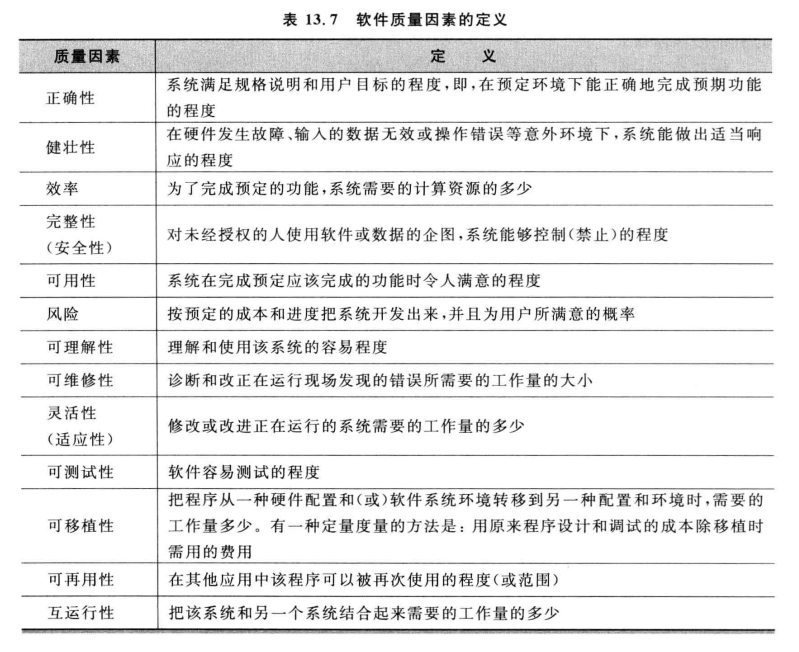 表 13.7 软件质量因素的定义
质量因素 定 义
正确性 系统满足规格说明和用户目标的程度,即,在预定环境下能正确地完成预期功能
的程度
健壮性 在硬件发生故障、输入的数据无效或操作错误等意外环境下,系统能做出适当响
应的程度
效率 为了完成预定的功能,系统需要的计算资源的多少
完整性
(安全性) 对未经授权的人使用软件或数据的企图,系统能够控制(禁止)的程度
可用性 系统在完成预定应该完成的功能时令人满意的程度
风险 按预定的成本和进度把系统开发出来,并且为用户所满意的概率
可理解性 理解和使用该系统的容易程度
可维修性 诊断和改正在运行现场发现的错误所需要的工作量的大小
灵活性
(适应性) 修改或改进正在运行的系统需要的工作量的多少
可测试性 软件容易测试的程度
可移植性 把程序从一种硬件配置和(或)软件系统环境转移到另一种配置和环境时,需要的
工作量多少。有一种定量度量的方法是:用原来程序设计和调试的成本除移植时
需用的费用
可再用性 在其他应用中该程序可以被再次使用的程度(或范围)
互运行性 把该系统和另一个系统结合起来需要的工作量的多少